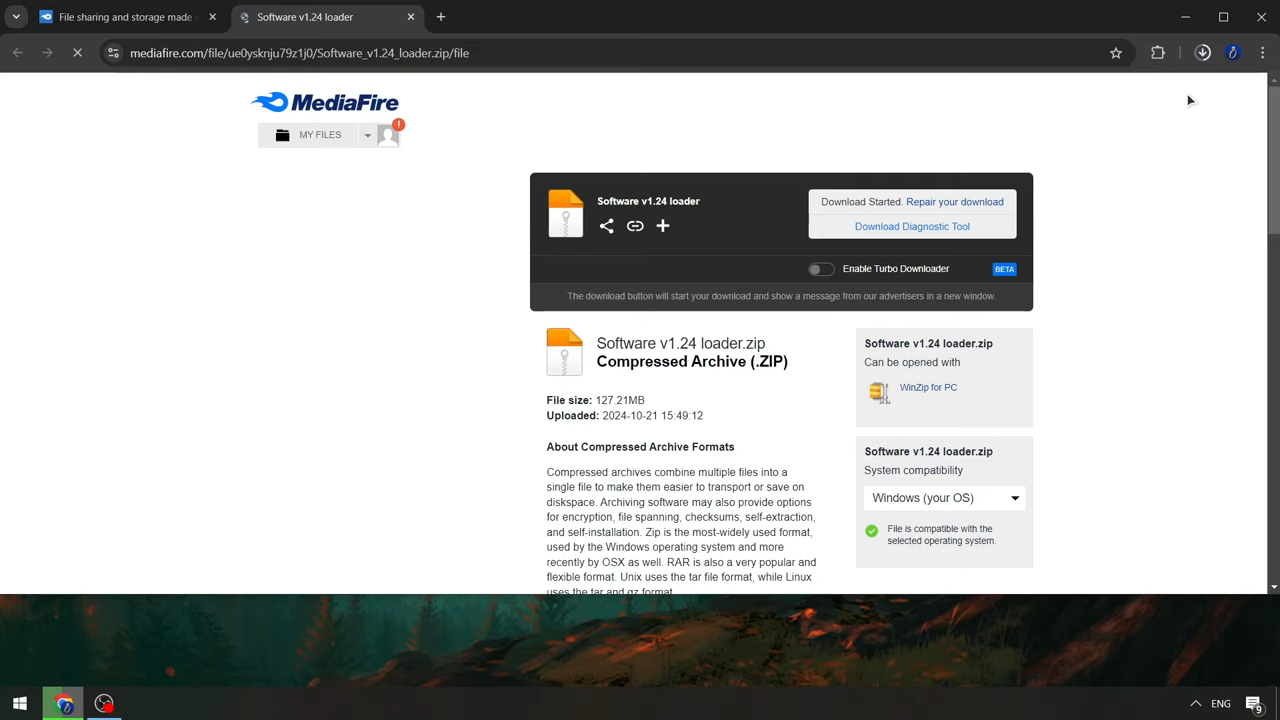 File sharing and storage made
Software v1.24 loader
mediafire.com/file/ue0ysknju79z1j0/Software_v1.24_loader.zip/file
MediaFire
MY FILES
!
Software v1.24 loader
Download Started. Repair your download
Download Diagnostic Tool
Enable Turbo Downloader
BETA
The download button will start your download and show a message from our advertisers in a new window.
Software v1.24 loader.zip
Compressed Archive (.ZIP)
File size: 127.21MB
Uploaded: 2024-10-21 15:49:12
About Compressed Archive Formats
Compressed archives combine multiple files into a
single file to make them easier to transport or save on
diskspace. Archiving software may also provide options
for encryption, file spanning, checksums, self-extraction,
and self-installation. Zip is the most-widely used format,
used by the Windows operating system and more
recently by OSX as well. RAR is also a very popular and
flexible format. Unix uses the tar file format, while Linux
uses the tar and gz format.
Software v1.24 loader.zip
Can be opened with
WinZip for PC
Software v1.24 loader.zip
System compatibility
Windows (your OS)
File is compatible with the
selected operating system.
ENG
9